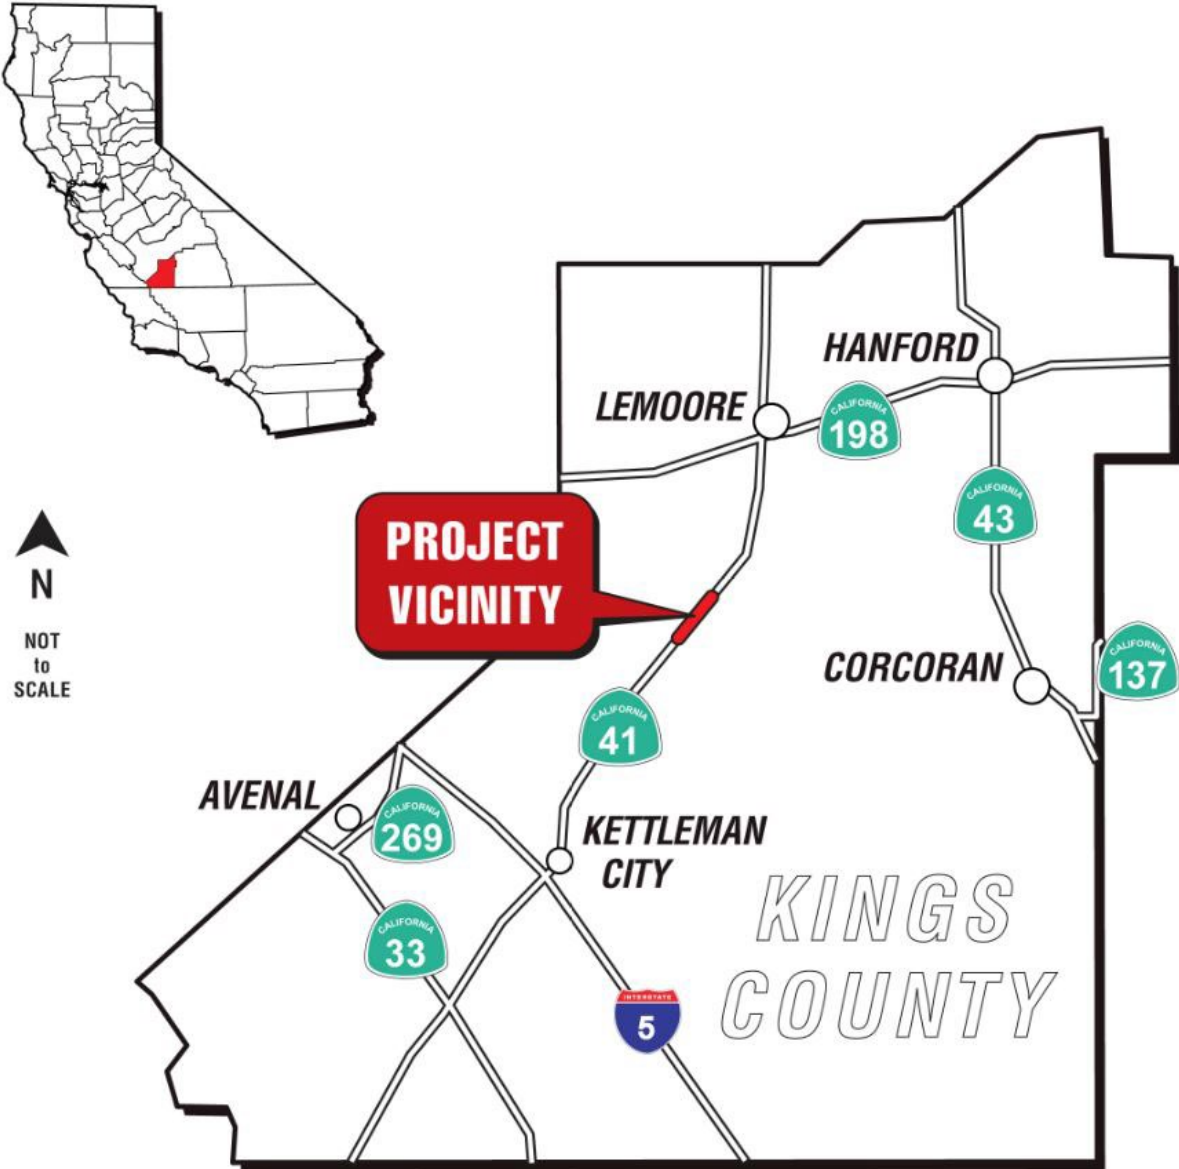 HANFORD
LEMOORE
CALIFORNIA
198
CALIFORNIA
43
PROJECT
VICINITY
N
NOT
to
SCALE
CORCORAN
CALIFORNIA
137
CALIFORNIA
41
AVENAL
CALIFORNIA
269
KETTLEMAN
CITY
KINGS
COUNTY
CALIFORNIA
33
INTERSTATE
5